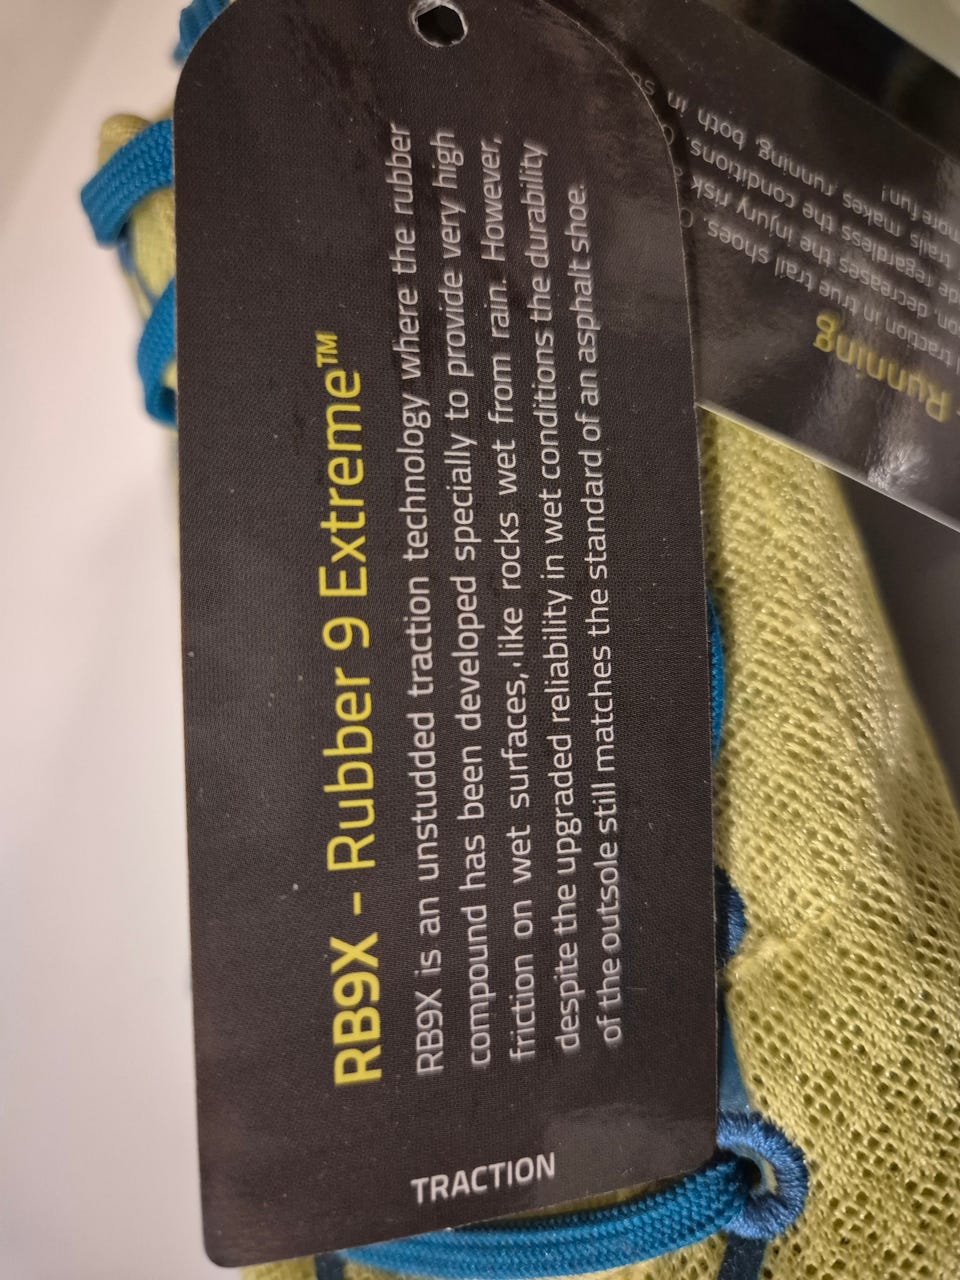 RB9X - Rubber 9 Extreme™
RB9X is an unstudded traction technology where the rubber
compound has been developed specially to provide very high
friction on wet surfaces, like rocks wet from rain. However,
despite the upgraded reliability in wet conditions the durability
of the outsole still matches the standard of an asphalt shoe.
TRACTION
Running
traction in true trail shoes.
decreases the injury risk
regardless the conditions.
trails makes running, both in
more fun!